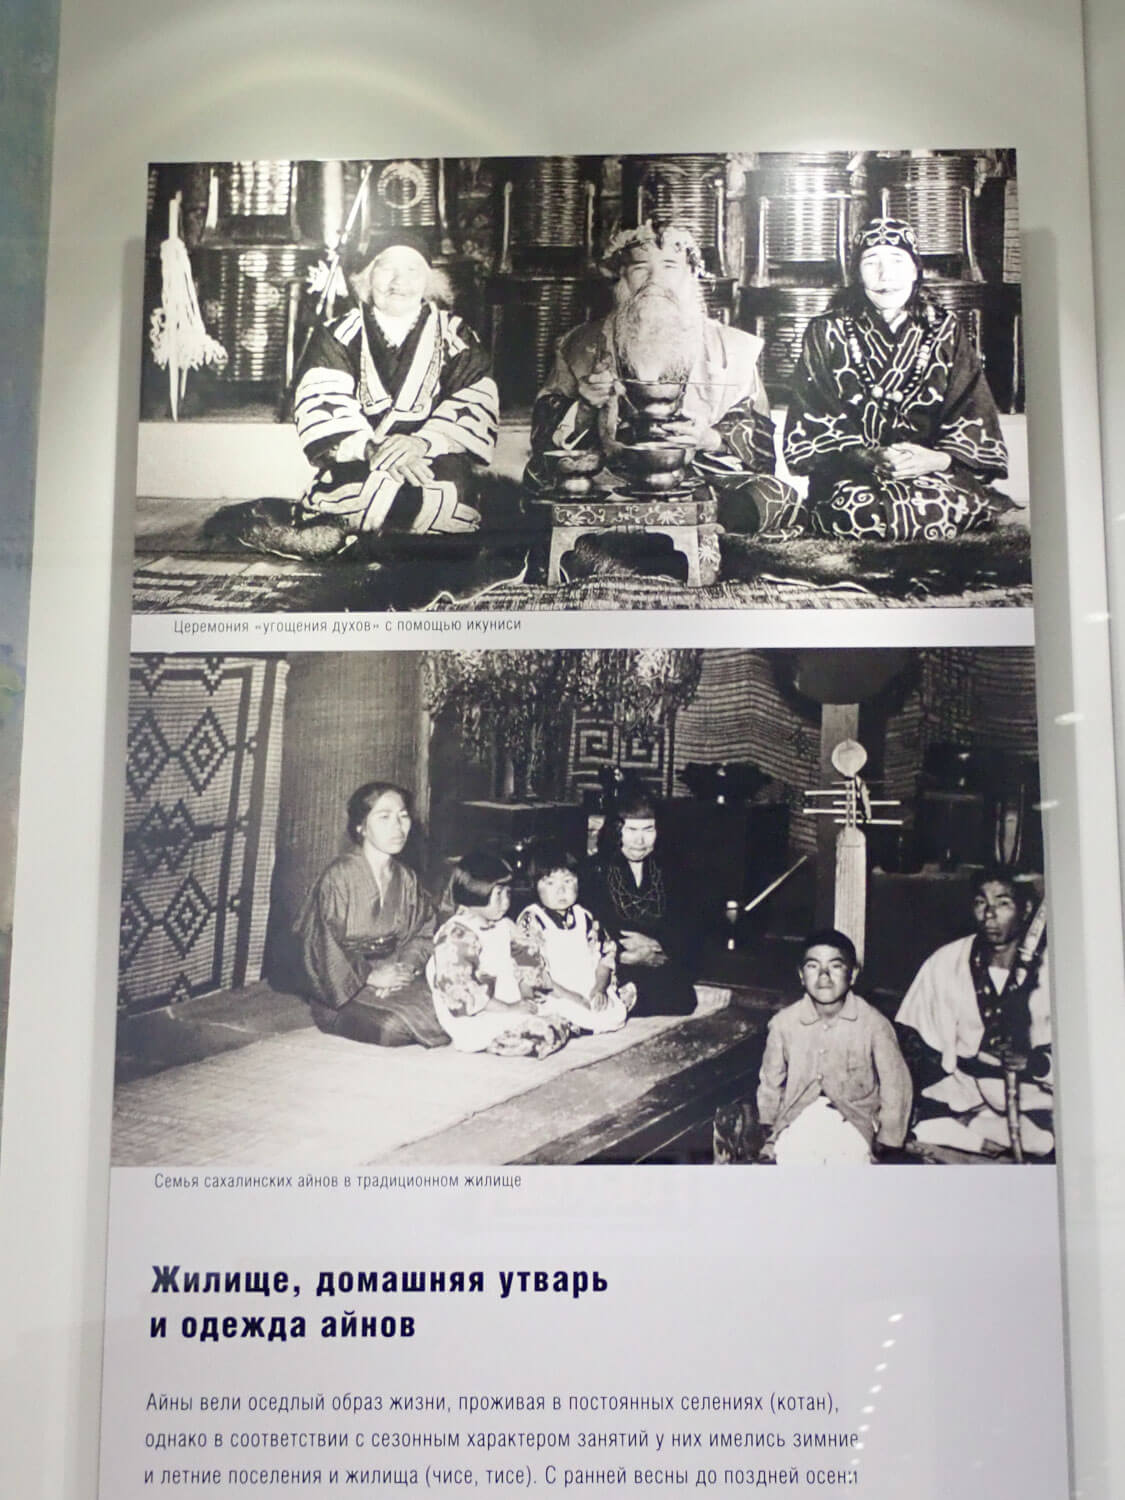 Церемония «угощения духов» с помощью икуниси
Семья сахалинских айнов в традиционном жилище
Жилище, домашняя утварь
и одежда айнов
Айны вели оседлый образ жизни, проживая в постоянных селениях (котан),
однако в соответствии с сезонным характером занятий у них имелись зимние
и летние поселения и жилища (чисе, тисе). С ранней весны до поздней осени